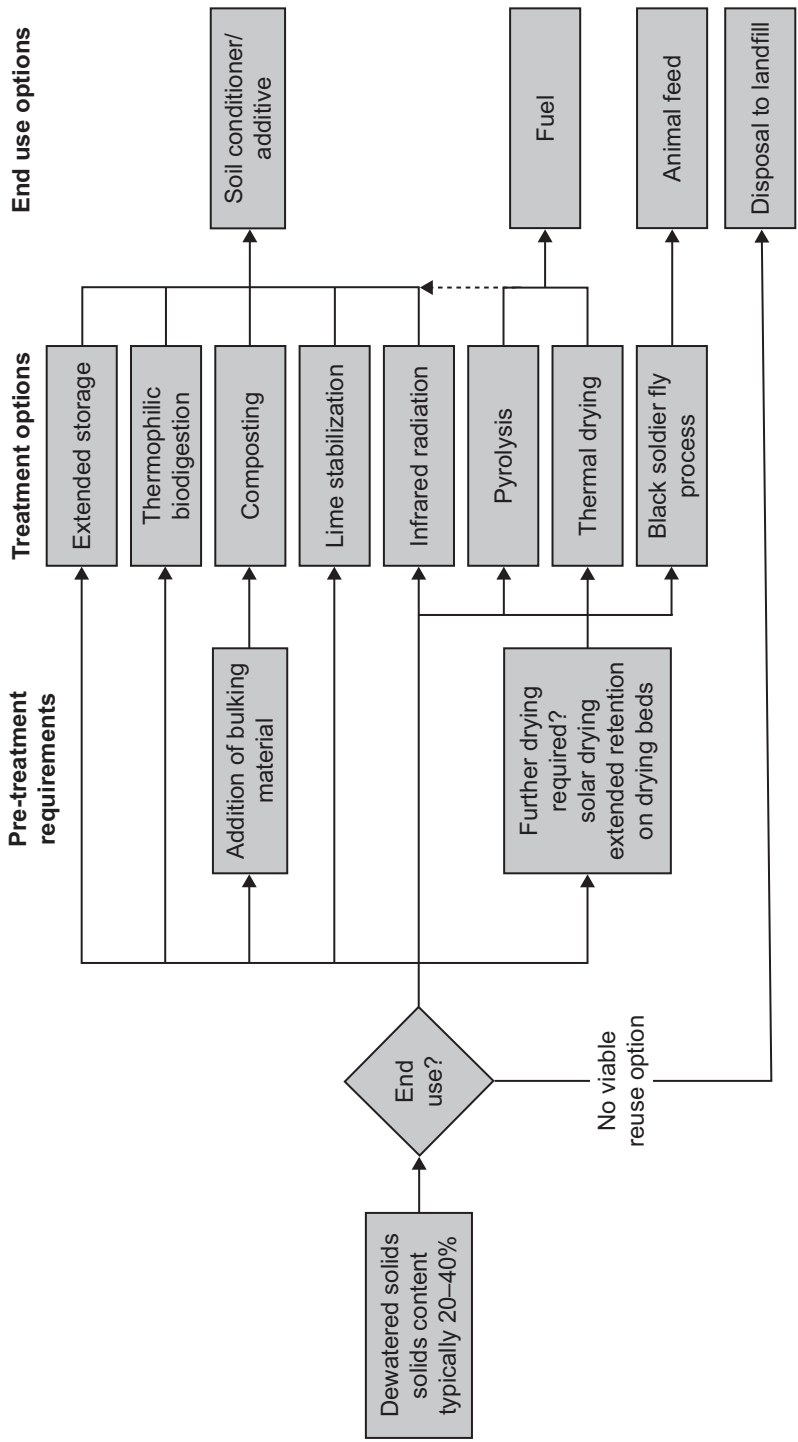 Pre-treatment
requirements
Treatment options
End use options
Dewatered solids
solids content
typically 20–40%
End
use?
No viable
reuse option
Addition of bulking
material
Further drying
required?
solar drying
extended retention
on drying beds
Extended storage
Thermophilic
biodigestion
Composting
Lime stabilization
Infrared radiation
Pyrolysis
Thermal drying
Black soldier fly
process
Soil conditioner/
additive
Fuel
Animal feed
Disposal to landfill